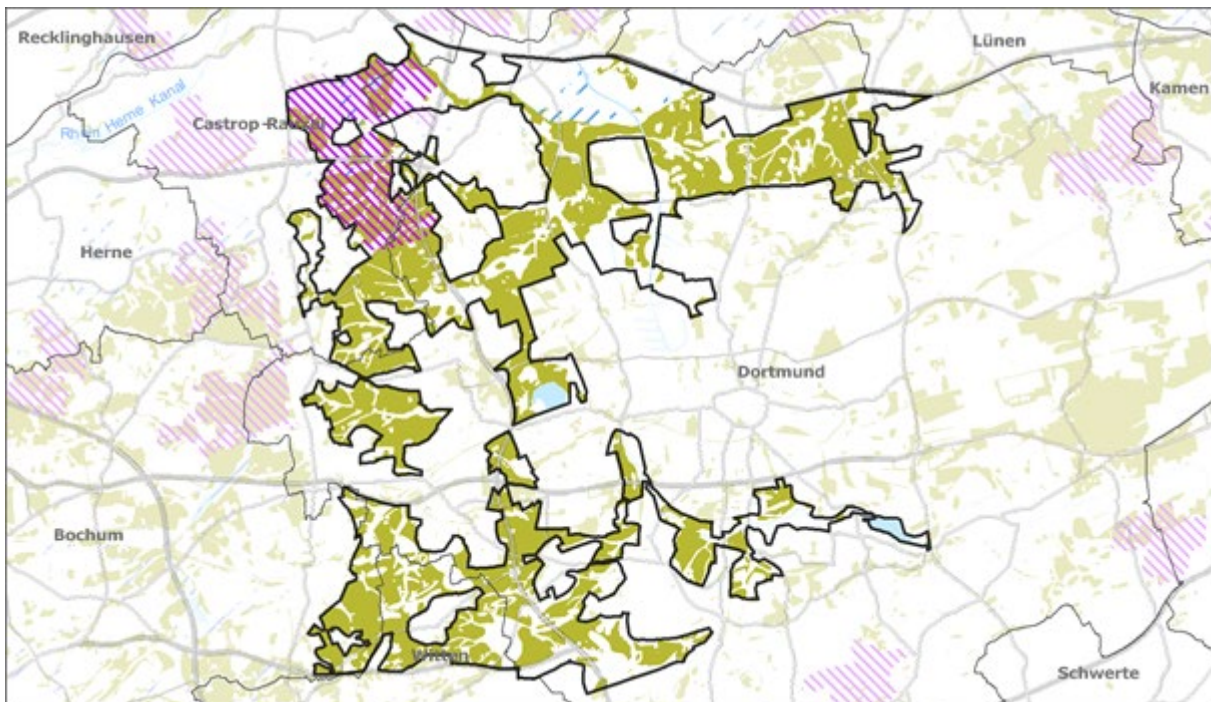 Recklinghausen
Lünen
Kamen
Rhein Herne Kanal
Castrop-Rauxel
Herne
Dortmund
Bochum
Witten
Schwerte